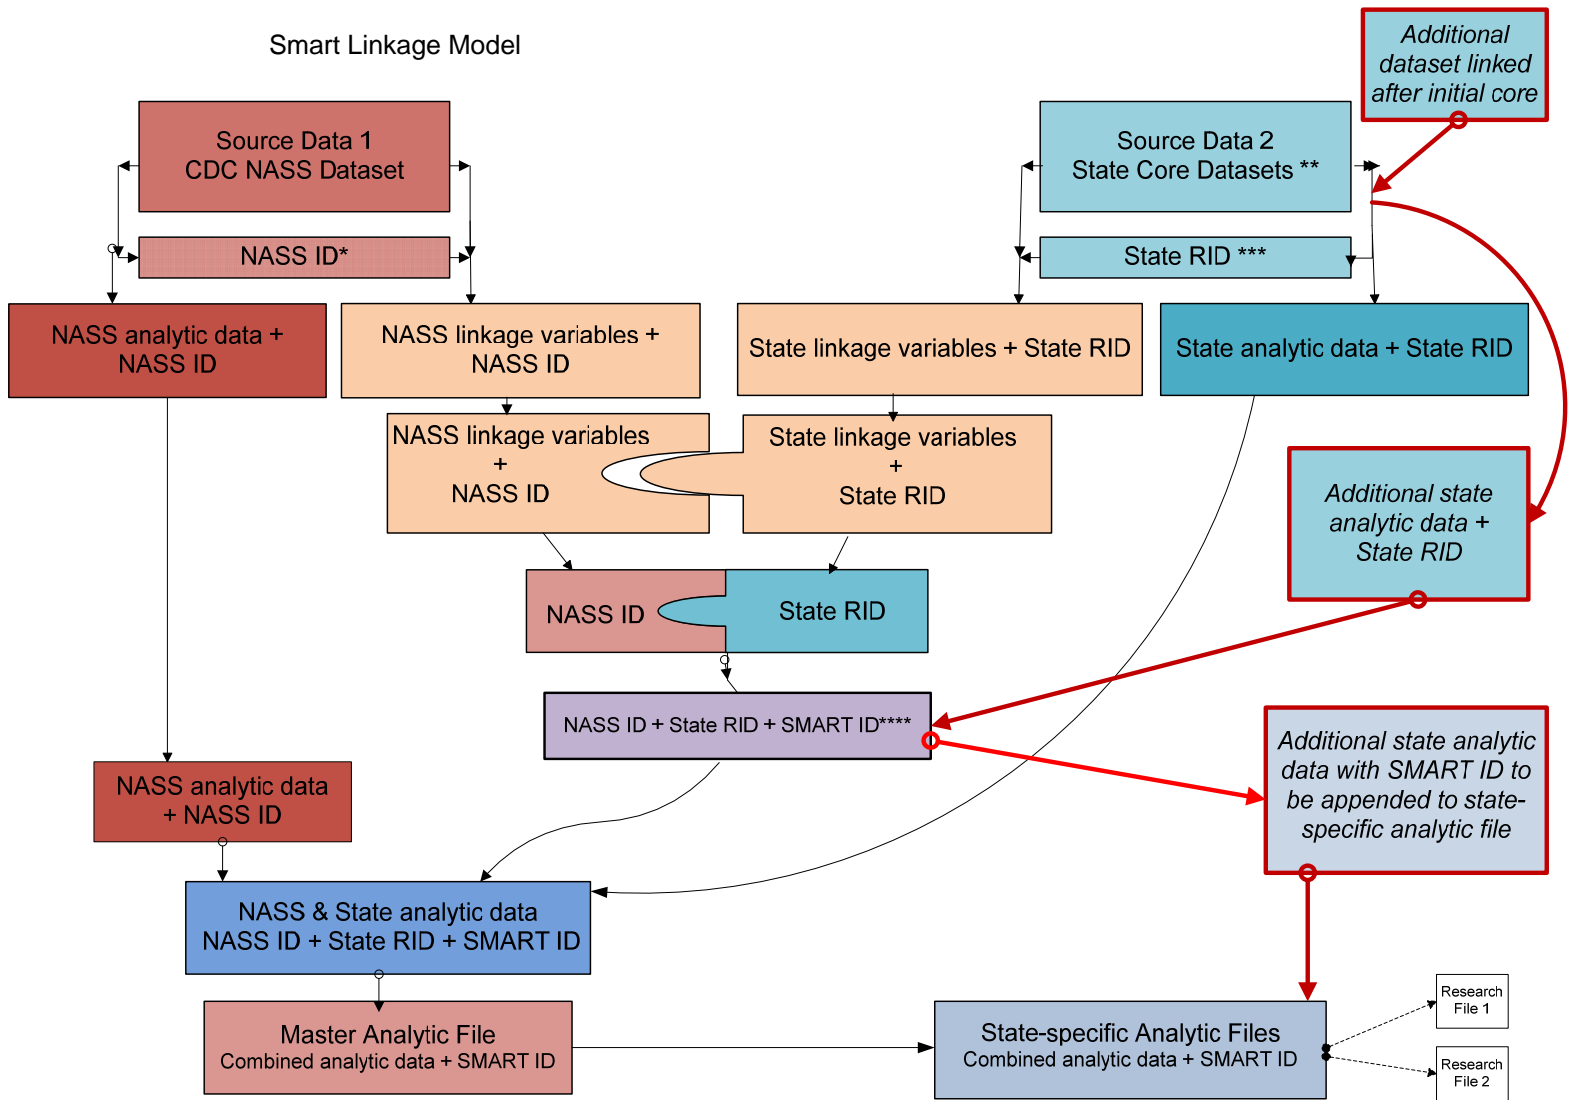 Smart Linkage Model
Additional
dataset linked
after initial core
Source Data 1
CDC NASS Dataset
Source Data 2
State Core Datasets **
NASS ID*
State RID ***
NASS analytic data +
NASS ID
NASS linkage variables +
NASS ID
State linkage variables + State RID
State analytic data + State RID
NASS linkage variables
+
NASS ID
State linkage variables
+
State RID
Additional state
analytic data +
State RID
NASS ID
State RID
NASS ID + State RID + SMART ID****
Additional state analytic
data with SMART ID to
be appended to state-
specific analytic file
NASS analytic data
+ NASS ID
NASS & State analytic data
NASS ID + State RID + SMART ID
Master Analytic File
Combined analytic data + SMART ID
State-specific Analytic Files
Combined analytic data + SMART ID
Research
File 1
Research
File 2